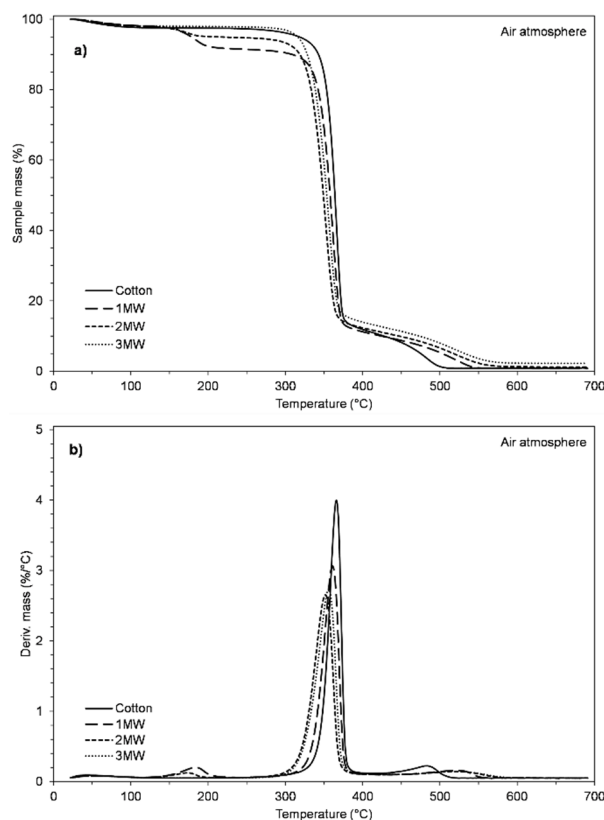 a)
Air atmosphere
Sample mass (%)
100
80
60
40
20
0
Cotton
1MW
2MW
3MW
0 100 200 300 400 500 600 700
Temperature (°C)
b)
Air atmosphere
Deriv. mass (%/°C)
5
4
3
2
1
0
Cotton
1MW
2MW
3MW
0 100 200 300 400 500 600 700
Temperature (°C)